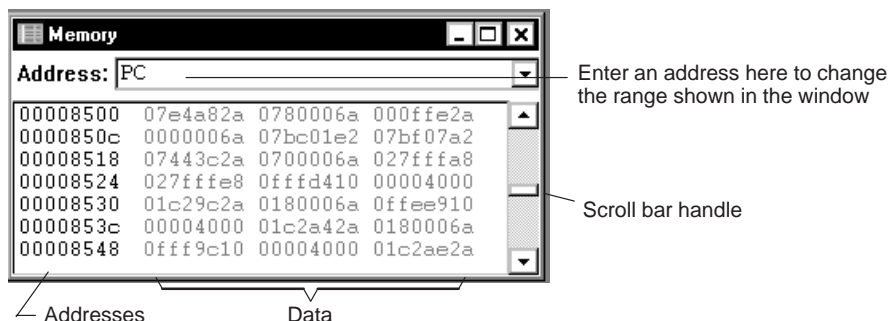 Memory
Address: PC
Enter an address here to change
the range shown in the window
00008500 07e4a82a 0780006a 000ffe2a
0000850c 0000006a 07bc01e2 07bf07a2
00008518 07443c2a 0700006a 027fffa8
00008524 027fffe8 0fffd410 00004000
00008530 01c29c2a 0180006a 0ffee910
0000853c 00004000 01c2a42a 0180006a
00008548 0fff9c10 00004000 01c2ae2a
Scroll bar handle
Addresses Data